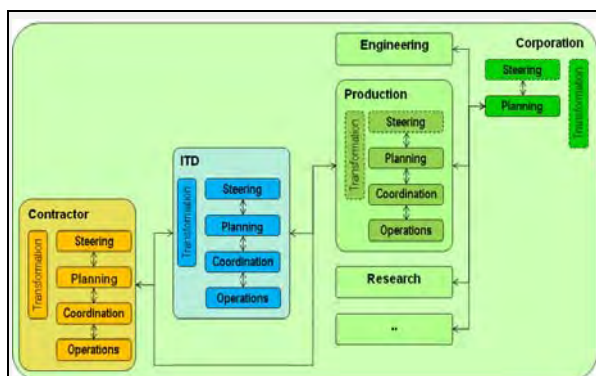 Engineering
Corporation
Steering
Planning
Transformation
Production
Transformation
Steering
Planning
Coordination
Operations
ITD
Transformation
Steering
Planning
Coordination
Operations
Contractor
Transformation
Steering
Planning
Coordination
Operations
Research
..